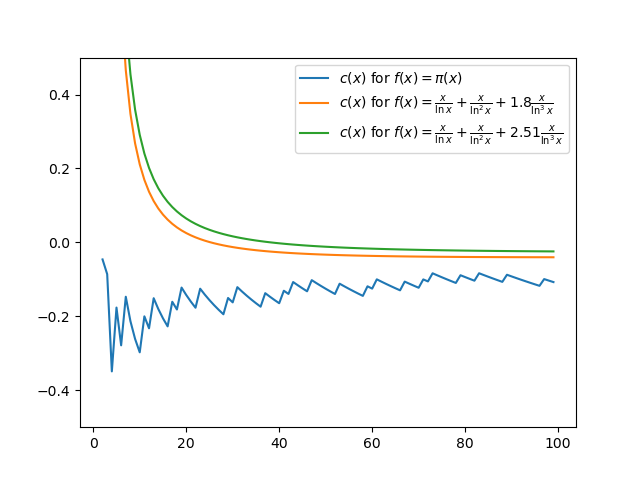 c(x) for f(x) = π(x)
c(x) for f(x) = x/ln x + x/ln² x + 1.8 x/ln³ x
c(x) for f(x) = x/ln x + x/ln² x + 2.51 x/ln³ x
0.4
0.2
0.0
−0.2
−0.4
0 20 40 60 80 100